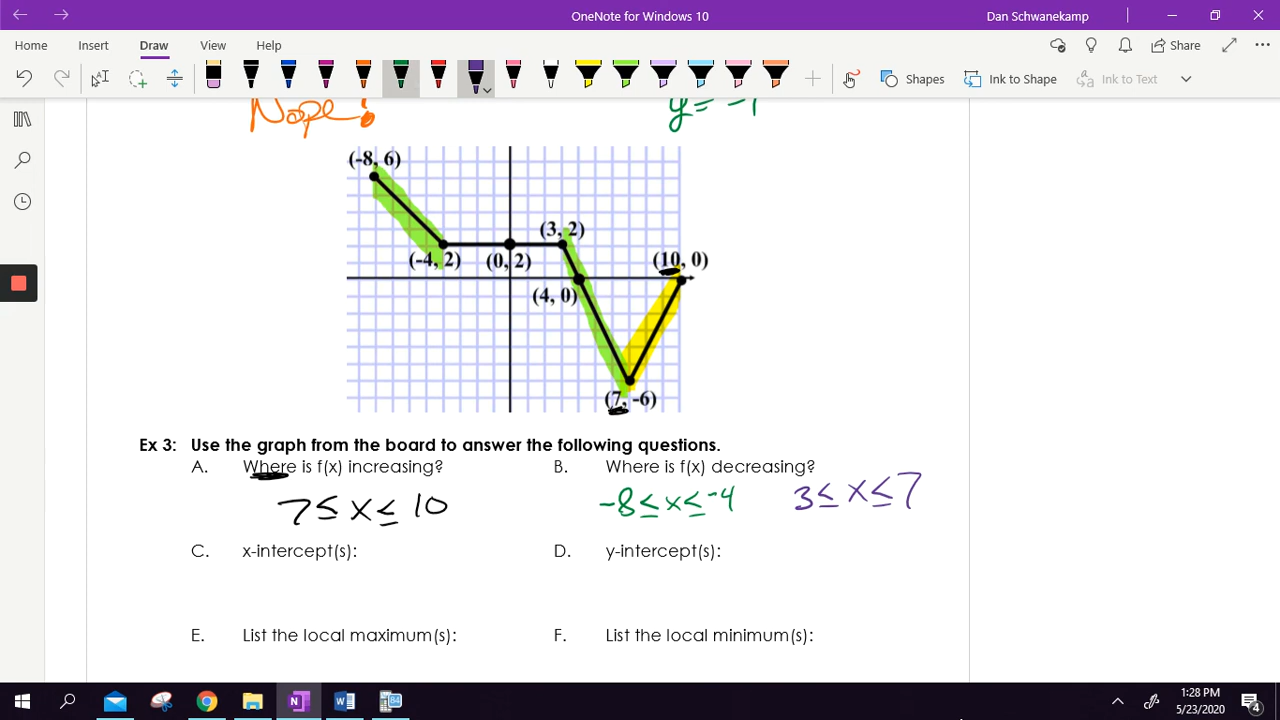 OneNote for Windows 10
Dan Schwanekamp
Home Insert Draw View Help
Share
Shapes
Ink to Shape
Ink to Text
Nope!
y = -1
(-8, 6)
(3, 2)
(-4, 2)
(0, 2)
(10, 0)
(4, 0)
(7, -6)
Ex 3: Use the graph from the board to answer the following questions.
A. Where is f(x) increasing?
B. Where is f(x) decreasing?
7 ≤ x ≤ 10
-8 ≤ x ≤ -4
3 ≤ x ≤ 7
C. x-intercept(s):
D. y-intercept(s):
E. List the local maximum(s):
F. List the local minimum(s):
1:28 PM
5/23/2020
4